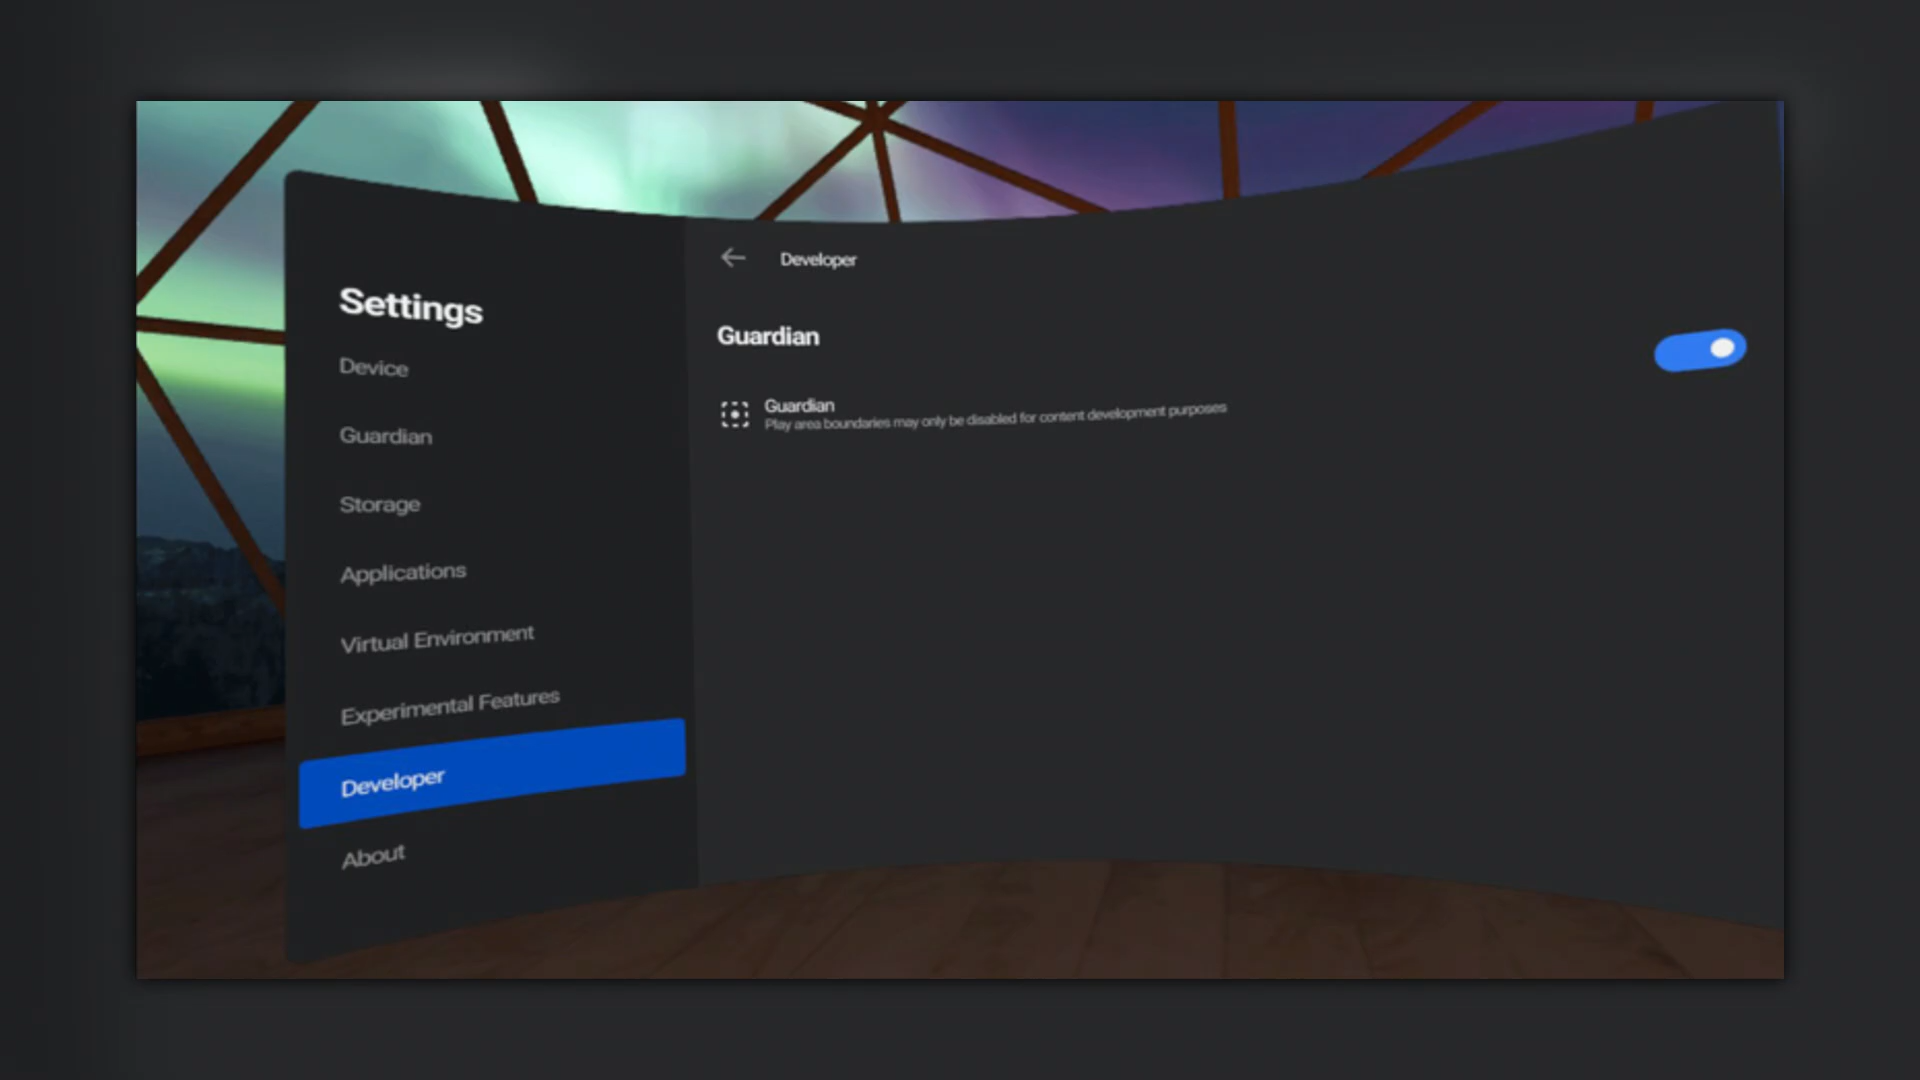 Settings
Device
Guardian
Storage
Applications
Virtual Environment
Experimental Features
Developer
About
Developer
Guardian
Guardian
Play area boundaries may only be disabled for content development purposes